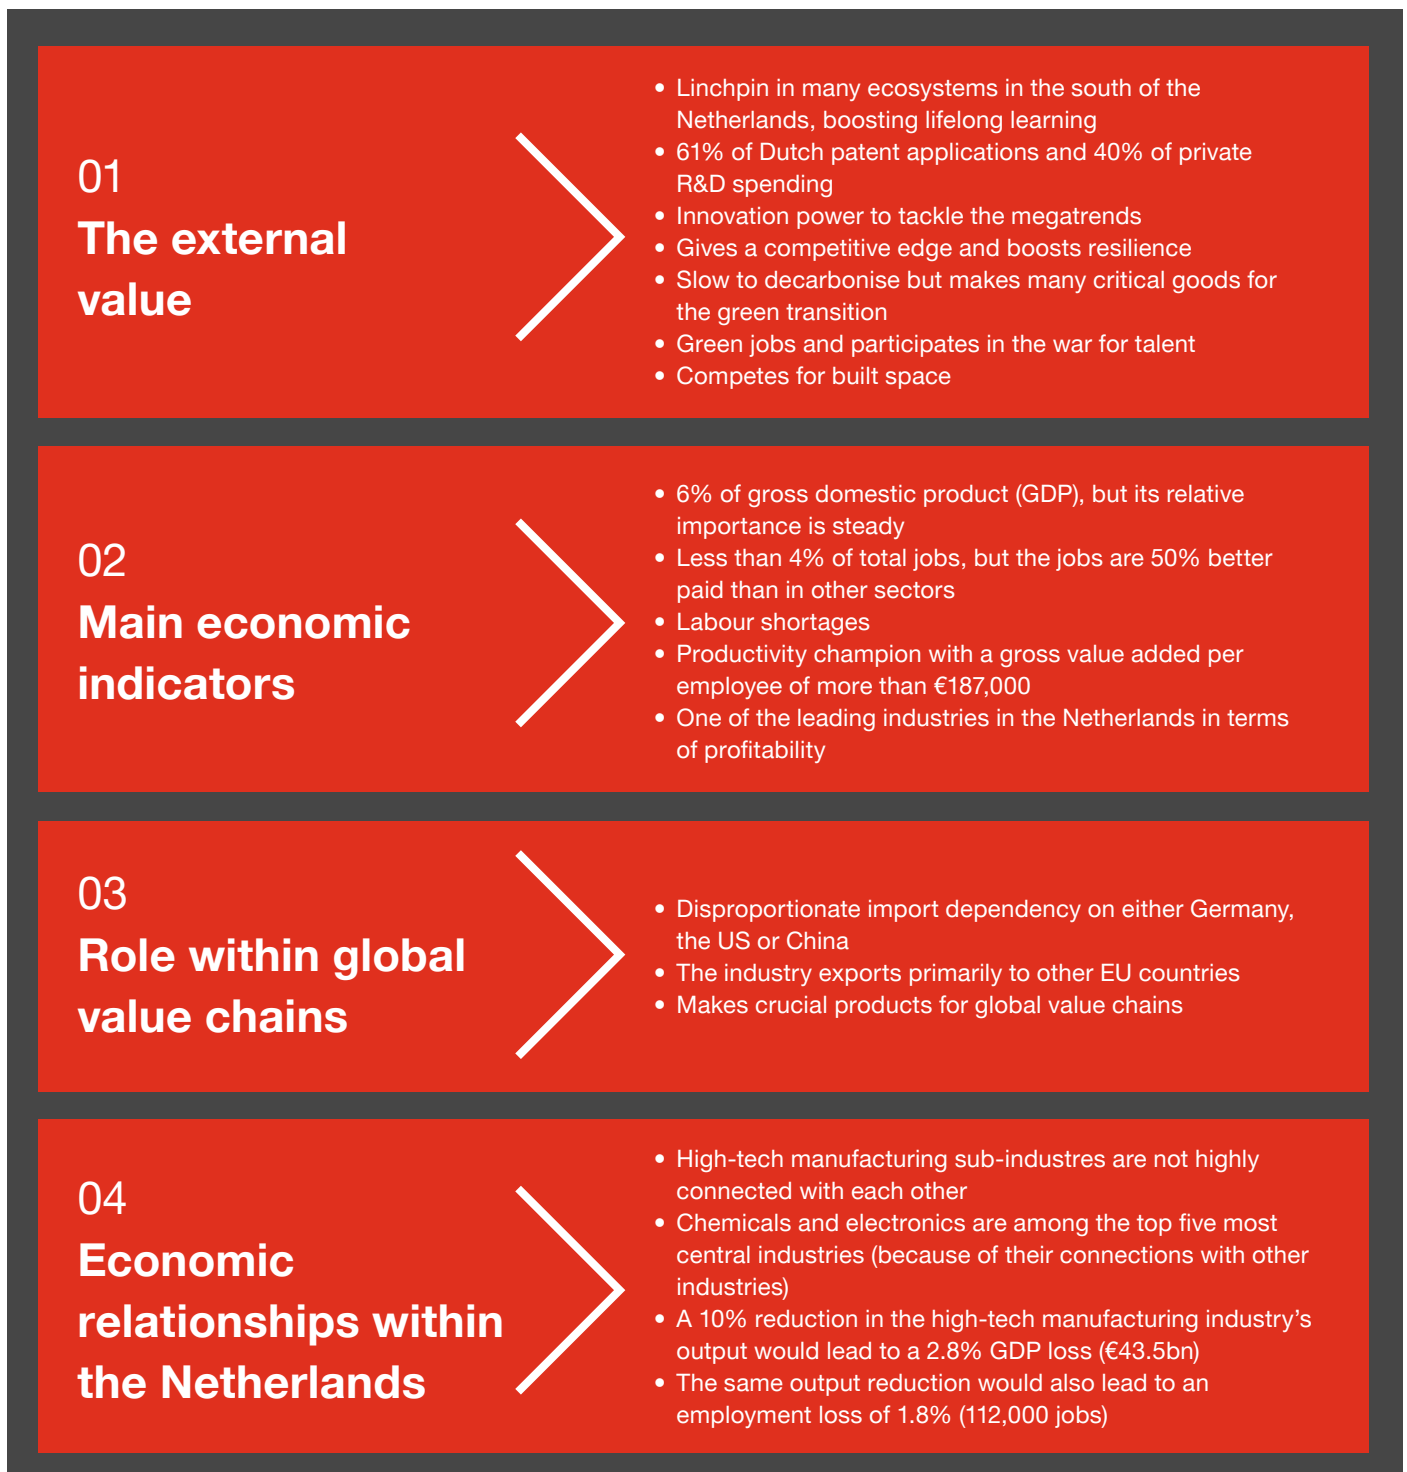 01
The external
value
• Linchpin in many ecosystems in the south of the
Netherlands, boosting lifelong learning
• 61% of Dutch patent applications and 40% of private
R&D spending
• Innovation power to tackle the megatrends
• Gives a competitive edge and boosts resilience
• Slow to decarbonise but makes many critical goods for
the green transition
• Green jobs and participates in the war for talent
• Competes for built space
02
Main economic
indicators
• 6% of gross domestic product (GDP), but its relative
importance is steady
• Less than 4% of total jobs, but the jobs are 50% better
paid than in other sectors
• Labour shortages
• Productivity champion with a gross value added per
employee of more than €187,000
• One of the leading industries in the Netherlands in terms
of profitability
03
Role within global
value chains
• Disproportionate import dependency on either Germany,
the US or China
• The industry exports primarily to other EU countries
• Makes crucial products for global value chains
04
Economic
relationships within
the Netherlands
• High-tech manufacturing sub-industres are not highly
connected with each other
• Chemicals and electronics are among the top five most
central industries (because of their connections with other
industries)
• A 10% reduction in the high-tech manufacturing industry’s
output would lead to a 2.8% GDP loss (€43.5bn)
• The same output reduction would also lead to an
employment loss of 1.8% (112,000 jobs)